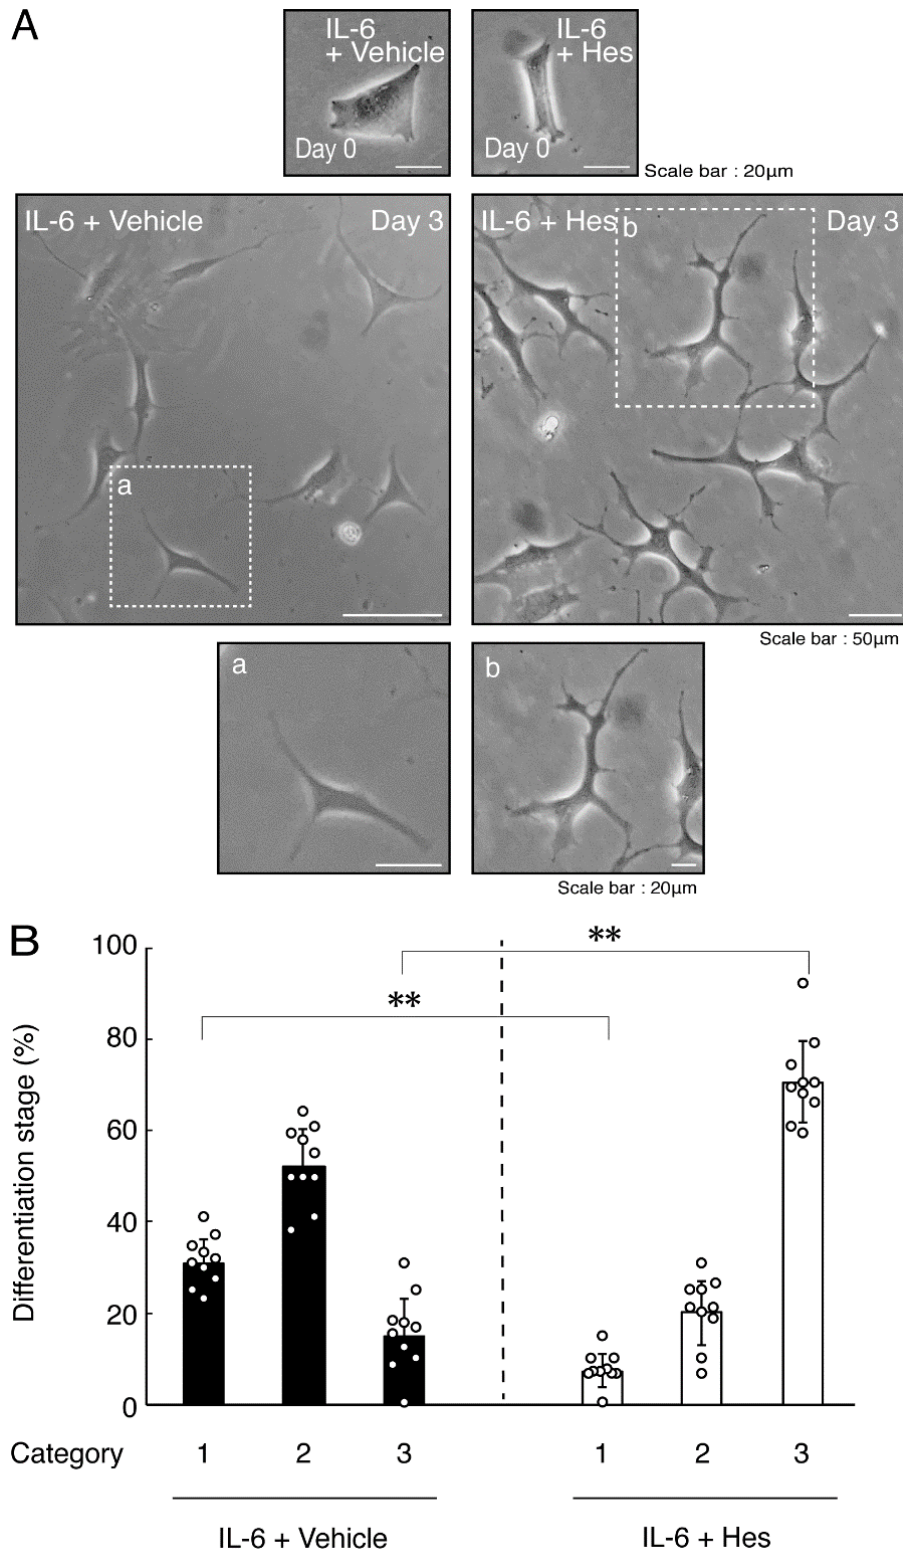 A
IL-6
+ Vehicle
Day 0
IL-6
+ Hes
Day 0
Scale bar : 20µm
IL-6 + Vehicle
Day 3
a
IL-6 + Hes
b
Day 3
Scale bar : 50µm
a
b
Scale bar : 20µm
B
Differentiation stage (%)
100
80
60
40
20
0
**
**
Category 1 2 3 1 2 3
IL-6 + Vehicle IL-6 + Hes